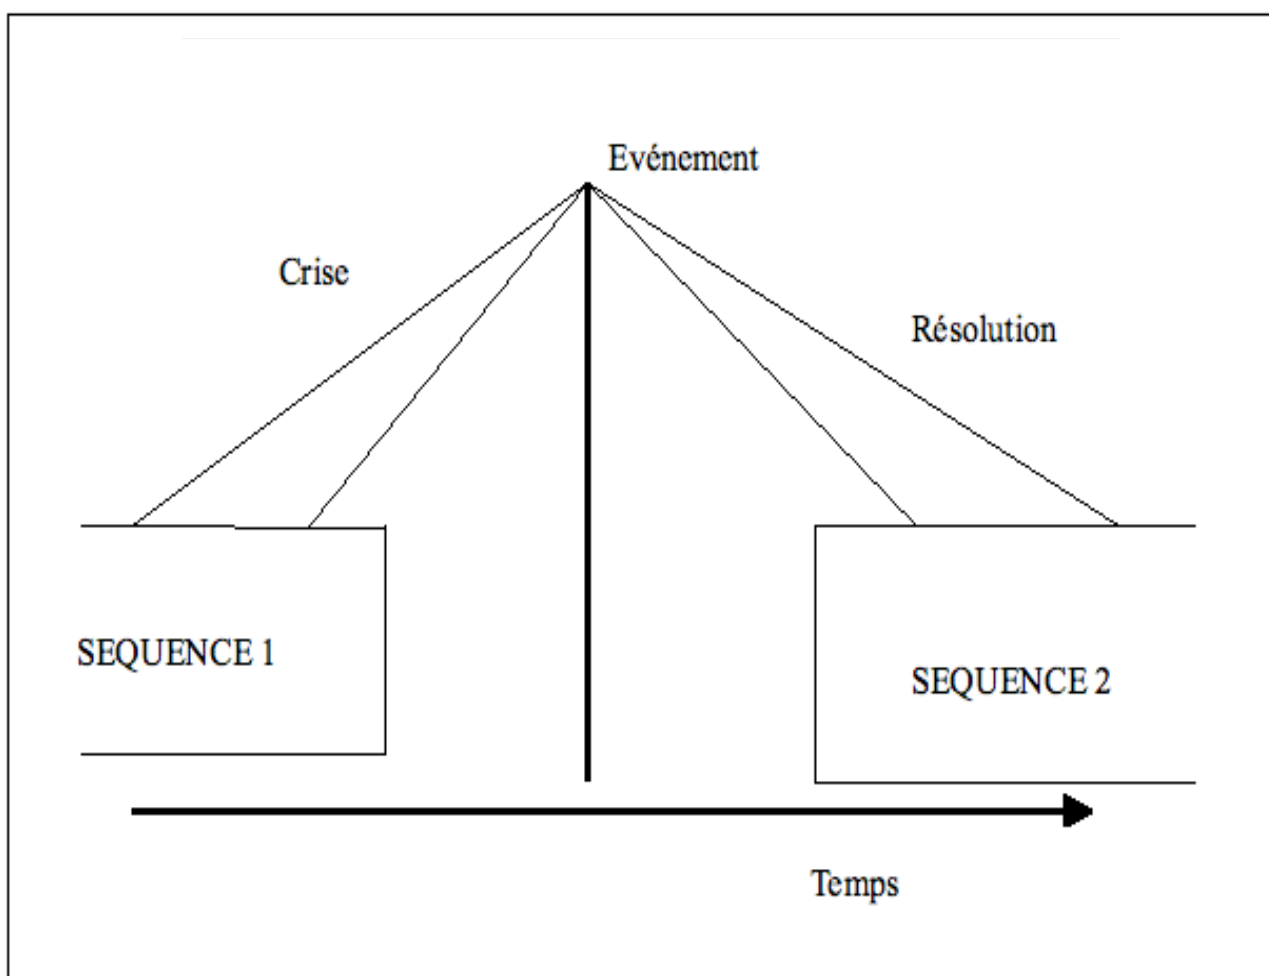 Evénement
Crise
Résolution
SEQUENCE 1
SEQUENCE 2
Temps